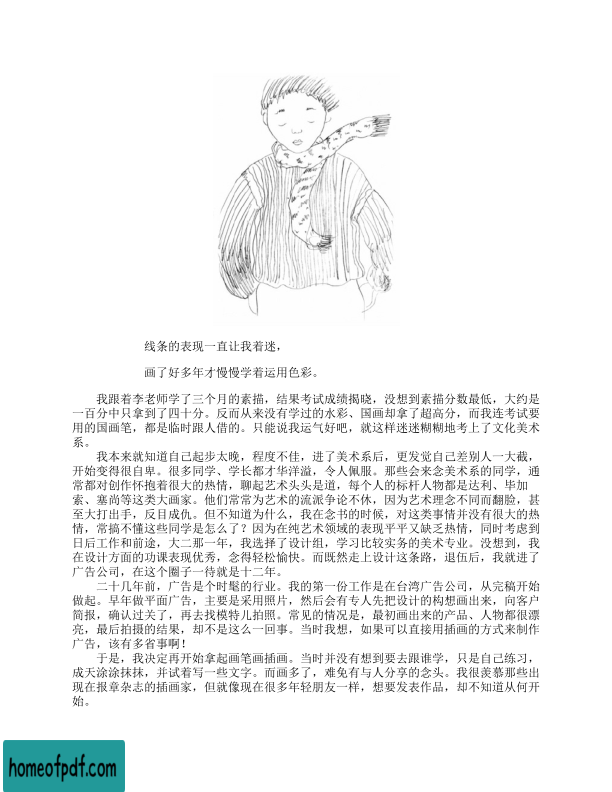 线条的表现一直让我着迷，
画了好多年才慢慢学着运用色彩。
我跟着李老师学了三个月的素描，结果考试成绩揭晓，没想到素描分数最低，大约是
一百分中只拿到了四十分。反而从来没有学过的水彩、国画却拿了超高分，而我连考试要
用的国画笔，都是临时跟人借的。只能说我运气好吧，就这样迷迷糊糊地考上了文化美术
系。
我本来就知道自己起步太晚，程度不佳，进了美术系后，更发觉自己差别人一大截，
开始变得很自卑。很多同学、学长都才华洋溢，令人佩服。那些会来念美术系的同学，通
常都对创作怀抱着很大的热情，聊起艺术头头是道，每个人的标杆人物都是达利、毕加
索、塞尚等这类大画家。他们常常为艺术的流派争论不休，因为艺术理念不同而翻脸，甚
至大打出手，反目成仇。但不知道为什么，我在念书的时候，对这类事情并没有很大的热
情，常搞不懂这些同学是怎么了？因为在纯艺术领域的表现平平又缺乏热情，同时考虑到
日后工作和前途，大二那一年，我选择了设计组，学习比较实务的美术专业。没想到，我
在设计方面的功课表现优秀，念得轻松愉快。而既然走上设计这条路，退伍后，我就进了
广告公司，在这个圈子一待就是十二年。
二十几年前，广告是个时髦的行业。我的第一份工作是在台湾广告公司，从完稿开始
做起。早年做平面广告，主要是采用照片，然后会有专人先把设计的构想画出来，向客户
简报，确认过关了，再去找模特儿拍照。常见的情况是，最初画出来的产品、人物都很漂
亮，最后拍摄的结果，却不是这么一回事。当时我想，如果可以直接用插画的方式来制作
广告，该有多省事啊！
于是，我决定再开始拿起画笔画插画。当时并没有想到要去跟谁学，只是自己练习，
成天涂涂抹抹，并试着写一些文字。而画多了，难免有与人分享的念头。我很羡慕那些出
现在报章杂志的插画家，但就像现在很多年轻朋友一样，想要发表作品，却不知道从何开
始。
homeofpdf.com